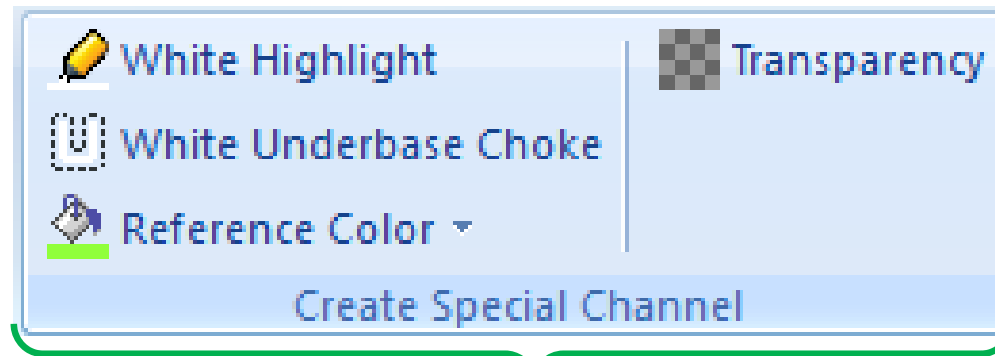 White Highlight
White Underbase Choke
Reference Color
Transparency
Create Special Channel